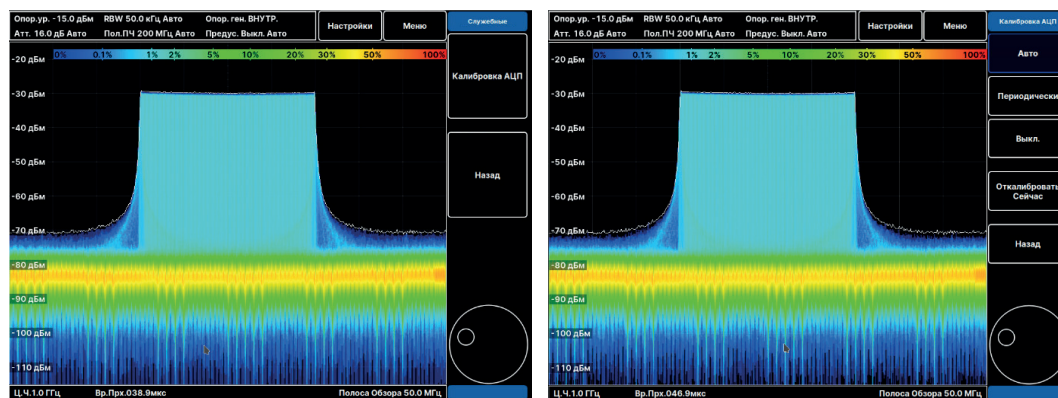 Опор.ур. -15.0 дБм RBW 50.0 кГц Авто Опор. ген. ВНУТР.
Атт. 16.0 дБ Авто Пол.ПЧ 200 МГц Авто Предус. Выкл. Авто
Настройки
Меню
Служебные
0% 0.1% 1% 2% 5% 10% 20% 30% 50% 100%
-20 дБм
-30 дБм
-40 дБм
-50 дБм
-60 дБм
-70 дБм
-80 дБм
-90 дБм
-100 дБм
-110 дБм
Калибровка АЦП
Назад
Ц.Ч.1.0 ГГц Вр.Прх.038.9мкс Полоса Обзора 50.0 МГц
Опор.ур. -15.0 дБм RBW 50.0 кГц Авто Опор. ген. ВНУТР.
Атт. 16.0 дБ Авто Пол.ПЧ 200 МГц Авто Предус. Выкл. Авто
Настройки
Меню
Калибровка АЦП
0% 0.1% 1% 2% 5% 10% 20% 30% 50% 100%
-20 дБм
-30 дБм
-40 дБм
-50 дБм
-60 дБм
-70 дБм
-80 дБм
-90 дБм
-100 дБм
-110 дБм
Авто
Периодически
Выкл.
Откалибровать
Сейчас
Назад
Ц.Ч.1.0 ГГц Вр.Прх.046.9мкс Полоса Обзора 50.0 МГц